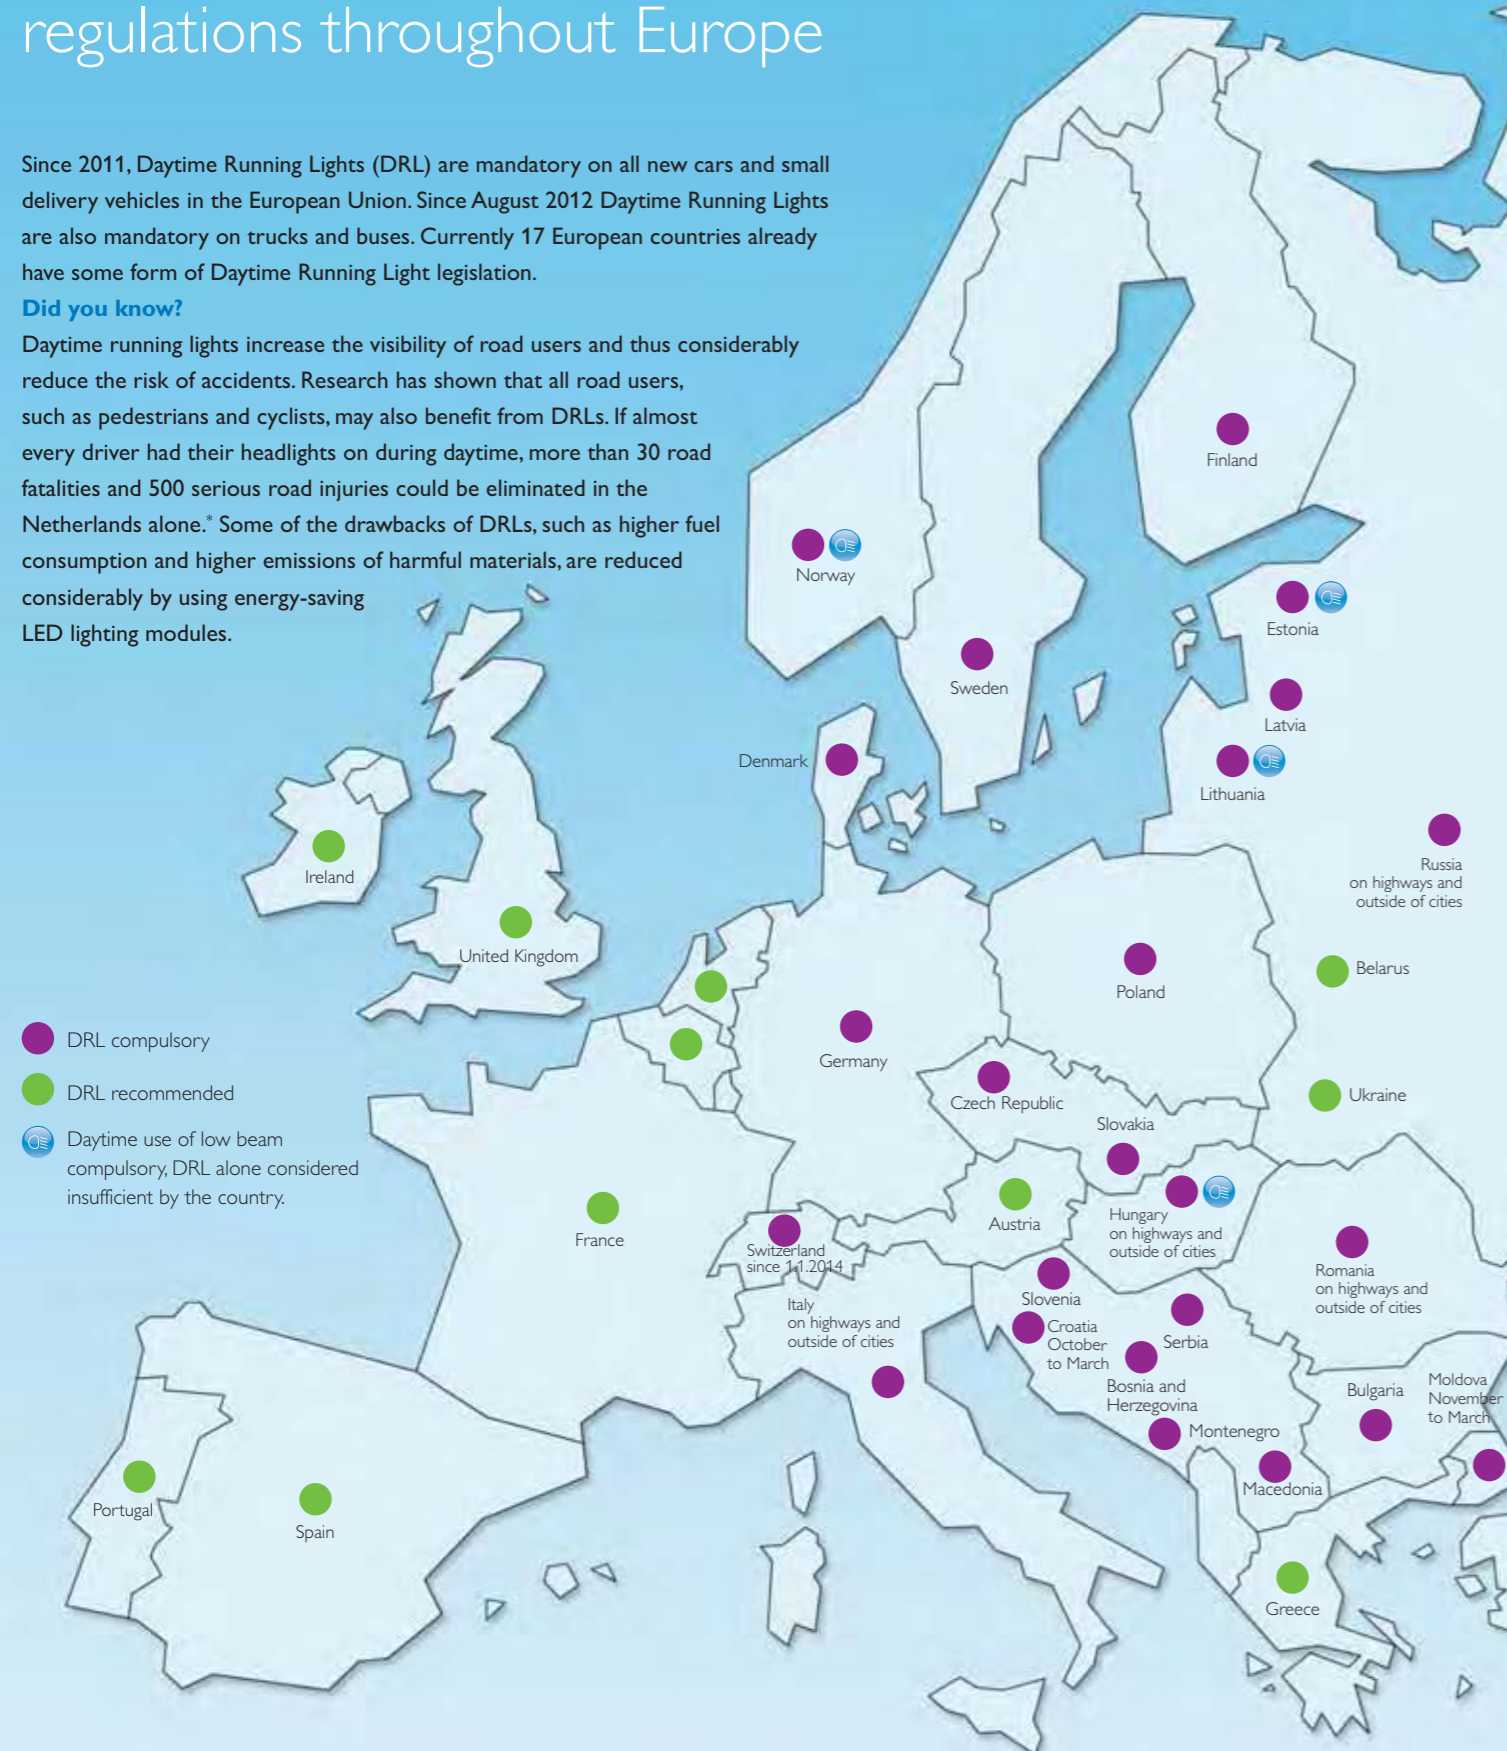 regulations throughout Europe
Since 2011, Daytime Running Lights (DRL) are mandatory on all new cars and small
delivery vehicles in the European Union. Since August 2012 Daytime Running Lights
are also mandatory on trucks and buses. Currently 17 European countries already
have some form of Daytime Running Light legislation.
Did you know?
Daytime running lights increase the visibility of road users and thus considerably
reduce the risk of accidents. Research has shown that all road users,
such as pedestrians and cyclists, may also benefit from DRLs. If almost
every driver had their headlights on during daytime, more than 30 road
fatalities and 500 serious road injuries could be eliminated in the
Netherlands alone.* Some of the drawbacks of DRLs, such as higher fuel
consumption and higher emissions of harmful materials, are reduced
considerably by using energy-saving
LED lighting modules.
Finland
Norway
Estonia
Sweden
Latvia
Denmark
Lithuania
Russia
on highways and
outside of cities
Ireland
United Kingdom
Belarus
Poland
DRL compulsory
DRL recommended
Daytime use of low beam
compulsory, DRL alone considered
insufficient by the country.
Germany
Czech Republic
Ukraine
Slovakia
France
Austria
Hungary
on highways and
outside of cities
Switzerland
since 1.1.2014
Romania
on highways and
outside of cities
Italy
on highways and
outside of cities
Slovenia
Croatia
October
to March
Serbia
Bosnia and
Herzegovina
Montenegro
Bulgaria
Moldova
November
to March
Macedonia
Portugal
Spain
Greece